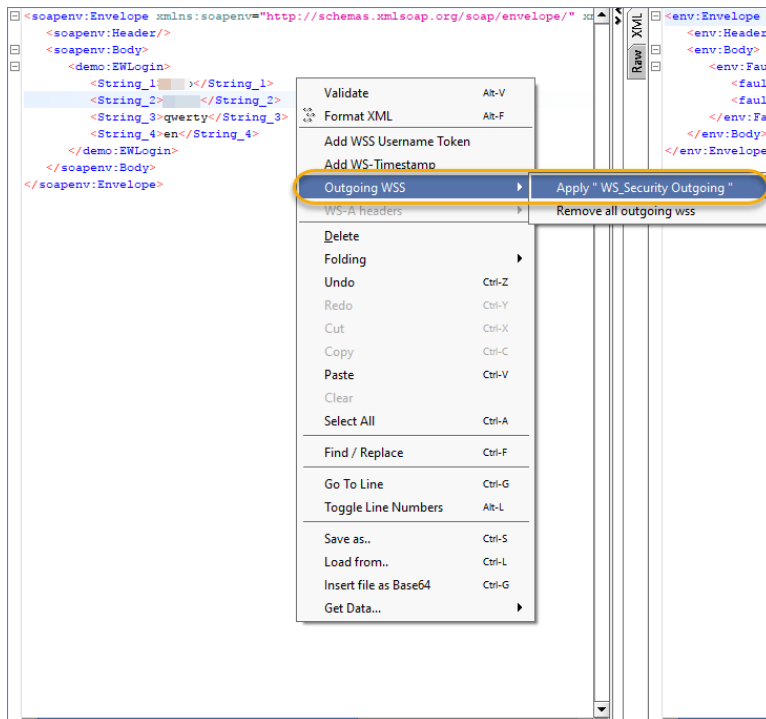 <soapenv:Envelope xmlns:soapenv="http://schemas.xmlsoap.org/soap/envelope/"
<soapenv:Header/>
<soapenv:Body>
<demo:EWLogin>
<String_1> </String_1>
<String_2> </String_2>
<String_3>qwerty</String_3>
<String_4>en</String_4>
</demo:EWLogin>
</soapenv:Body>
</soapenv:Envelope>
Validate Alt-V
Format XML Alt-F
Add WSS Username Token
Add WS-Timestamp
Outgoing WSS
WS-A headers
Delete
Folding
Undo Ctrl-Z
Redo Ctrl-Y
Cut Ctrl-X
Copy Ctrl-C
Paste Ctrl-V
Clear
Select All Ctrl-A
Find / Replace Ctrl-F
Go To Line Ctrl-G
Toggle Line Numbers Alt-L
Save as.. Ctrl-S
Load from.. Ctrl-L
Insert file as Base64 Ctrl-G
Get Data...
Apply " WS_Security Outgoing "
Remove all outgoing wss
XML
Raw
<env:Envelope
<env:Header
<env:Body>
<env:Fau
<faul
<faul
</env:Fa
</env:Body>
</env:Envelope